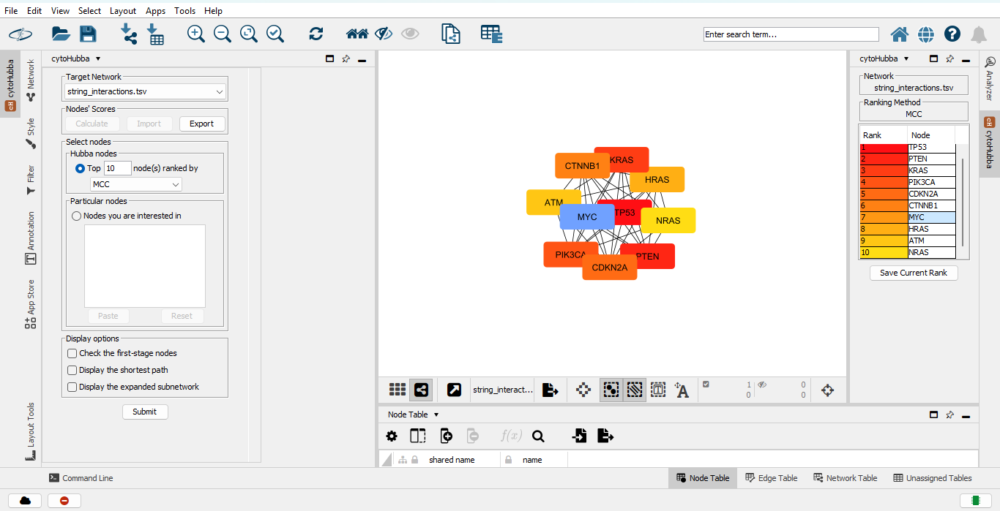 File Edit View Select Layout Apps Tools Help
Enter search term...
cytoHubba
Network
Style
Filter
Annotation
App Store
Layout Tools
cytoHubba
Target Network
string_interactions.tsv
Nodes' Scores
Calculate Import Export
Select nodes
Hubba nodes
Top 10 node(s) ranked by
MCC
Particular nodes
Nodes you are interested in
Paste Reset
Display options
Check the first-stage nodes
Display the shortest path
Display the expanded subnetwork
Submit
KRAS
CTNNB1
HRAS
ATM
TP53
MYC
NRAS
PIK3CA
PTEN
CDKN2A
string_interact...
1 0
0 0
Node Table
f(x)
shared name name
cytoHubba
Network
string_interactions.tsv
Ranking Method
MCC
Rank Node
1 TP53
2 PTEN
3 KRAS
4 PIK3CA
5 CDKN2A
6 CTNNB1
7 MYC
8 HRAS
9 ATM
10 NRAS
Save Current Rank
Analyzer
cH cytoHubba
Command Line
Node Table Edge Table Network Table Unassigned Tables